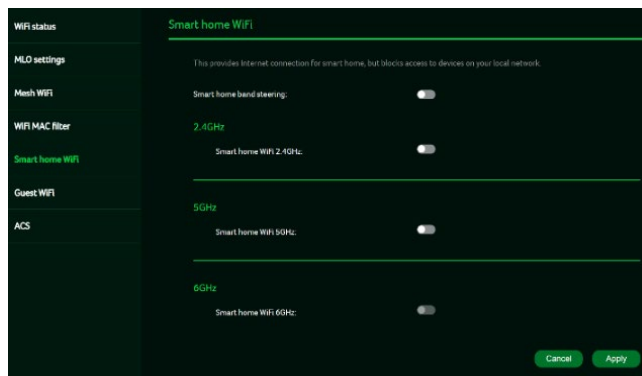 WiFi status
MLO settings
Mesh WiFi
WiFi MAC filter
Smart home WiFi
Guest WiFi
ACS
Smart home WiFi
This provides Internet connection for smart home, but blocks access to devices on your local network.
Smart home band steering:
2.4GHz
Smart home WiFi 2.4GHz:
5GHz
Smart home WiFi 5GHz:
6GHz
Smart home WiFi 6GHz:
Cancel Apply